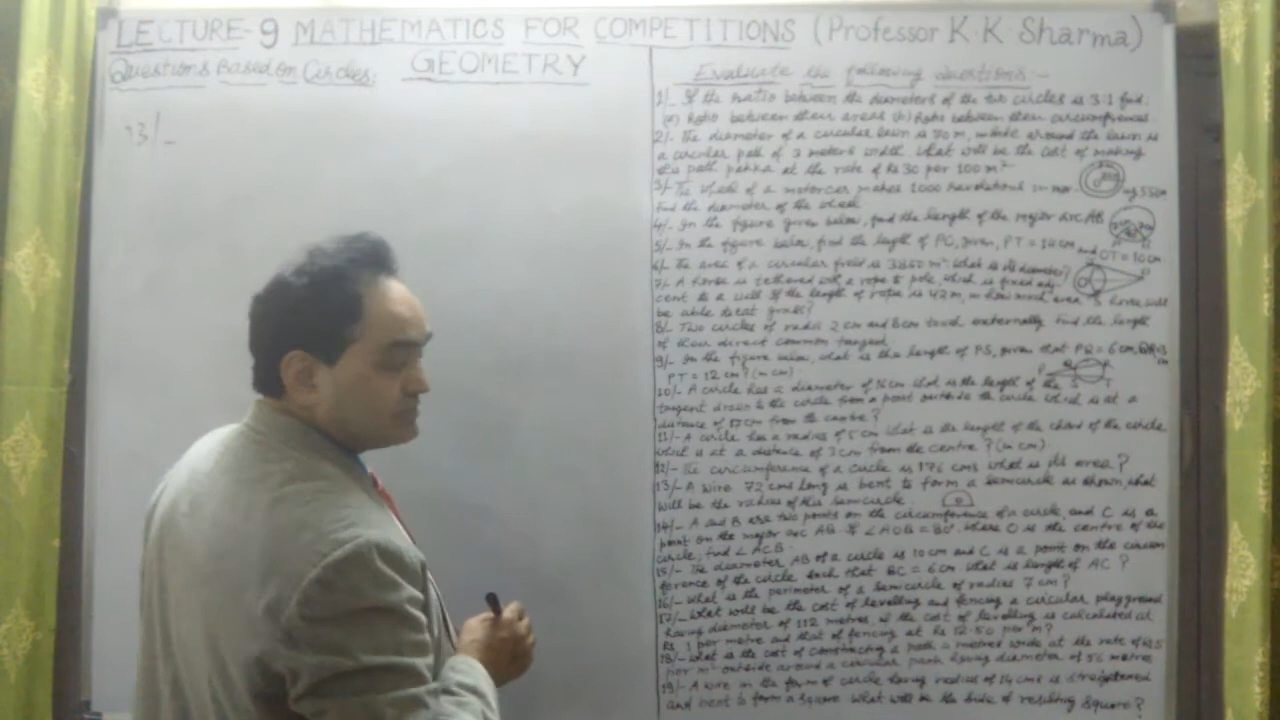 LECTURE-9 MATHEMATICS FOR COMPETITIONS (Professor K.K. Sharma)
Questions Based on Circles: GEOMETRY
13/-
Evaluate the following questions:-
1/- If the ratio between the diameters of the two circles is 3:1 find
(a) Ratio between their areas (b) Ratio between their circumferences
2/- The diameter of a circular lawn is 70 m, inside around the lawn is
a circular path of 3 meters width. What will be the cost of making
the path pakka at the rate of Rs 30 per 100 m²
3/- The wheel of a motorcar makes 1000 revolutions in
Find the diameter of the wheel
4/- In the figure given below, find the length of the major arc AB
5/- In the figure below, find the length of PC, given, PT = and OT = 10 cm
6/- The area of a circular field is 3850 m² What is its diameter?
7/- A horse is tethered with a rope to pole, which is fixed adj-
cent to a wall If the length of rope is 42 m, in how much area, horse will
be able to eat grass?
8/- Two circles of radii 2 cm and 8 cm touch externally Find the length
of their direct common tangent
9/- In the figure below, what is the length of PS, given that PQ = 6 cm,
PT = 12 cm? (in cm)
10/- A circle has a diameter of 16 cm What is the length of the
tangent drawn to the circle from a point outside the circle which is at a
distance of 17 cm from the centre?
11/- A circle has a radius of 5 cm What is the length of the chord of the circle
which is at a distance of 3 cm from the centre? (in cm)
12/- The circumference of a circle is 176 cms What is its area?
13/- A wire 72 cms long is bent to form a semicircle as shown, what
will be the radius of this semicircle.
14/- A and B are two points on the circumference of a circle and C is a
point on the major arc AB If ∠AOB = 80° where O is the centre of the
circle, find ∠ACB.
15/- The diameter AB of a circle is 10 cm and C is a point on the circum
ference of the circle such that BC = 6 cm what is length of AC?
16/- What is the perimeter of a semicircle of radius 7 cm?
17/- What will be the cost of levelling and fencing a circular playground
having diameter of 112 metres, if the cost of levelling is calculated at
Rs 1 per metre and that of fencing at Rs 12.50 per m?
18/- What is the cost of constructing a path metres wide at the rate of Rs 5
per m² outside around a circular park having diameter of 56 metres
19/- A wire in the form of circle having radius of 14 cms is straightened
and bent to form a square What will be the side of resulting square?